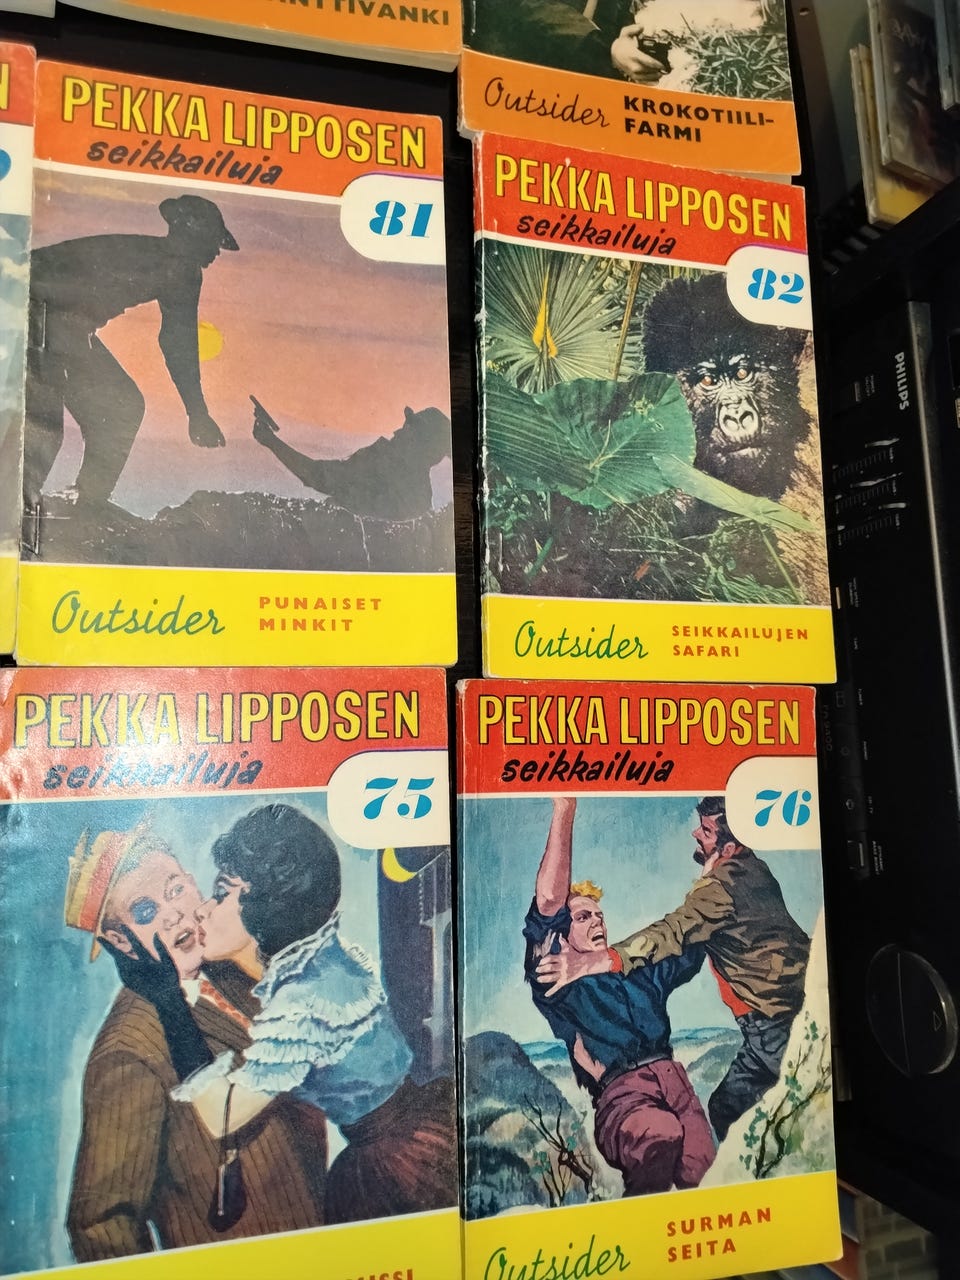 Outsider
KROKOTIILI-
FARMI
PEKKA LIPPOSEN
seikkailuja
81
Outsider
PUNAISET
MINKIT
PEKKA LIPPOSEN
seikkailuja
82
Outsider
SEIKKAILUJEN
SAFARI
PEKKA LIPPOSEN
seikkailuja
75
PEKKA LIPPOSEN
seikkailuja
76
Outsider
SURMAN
SEITA
PHILIPS